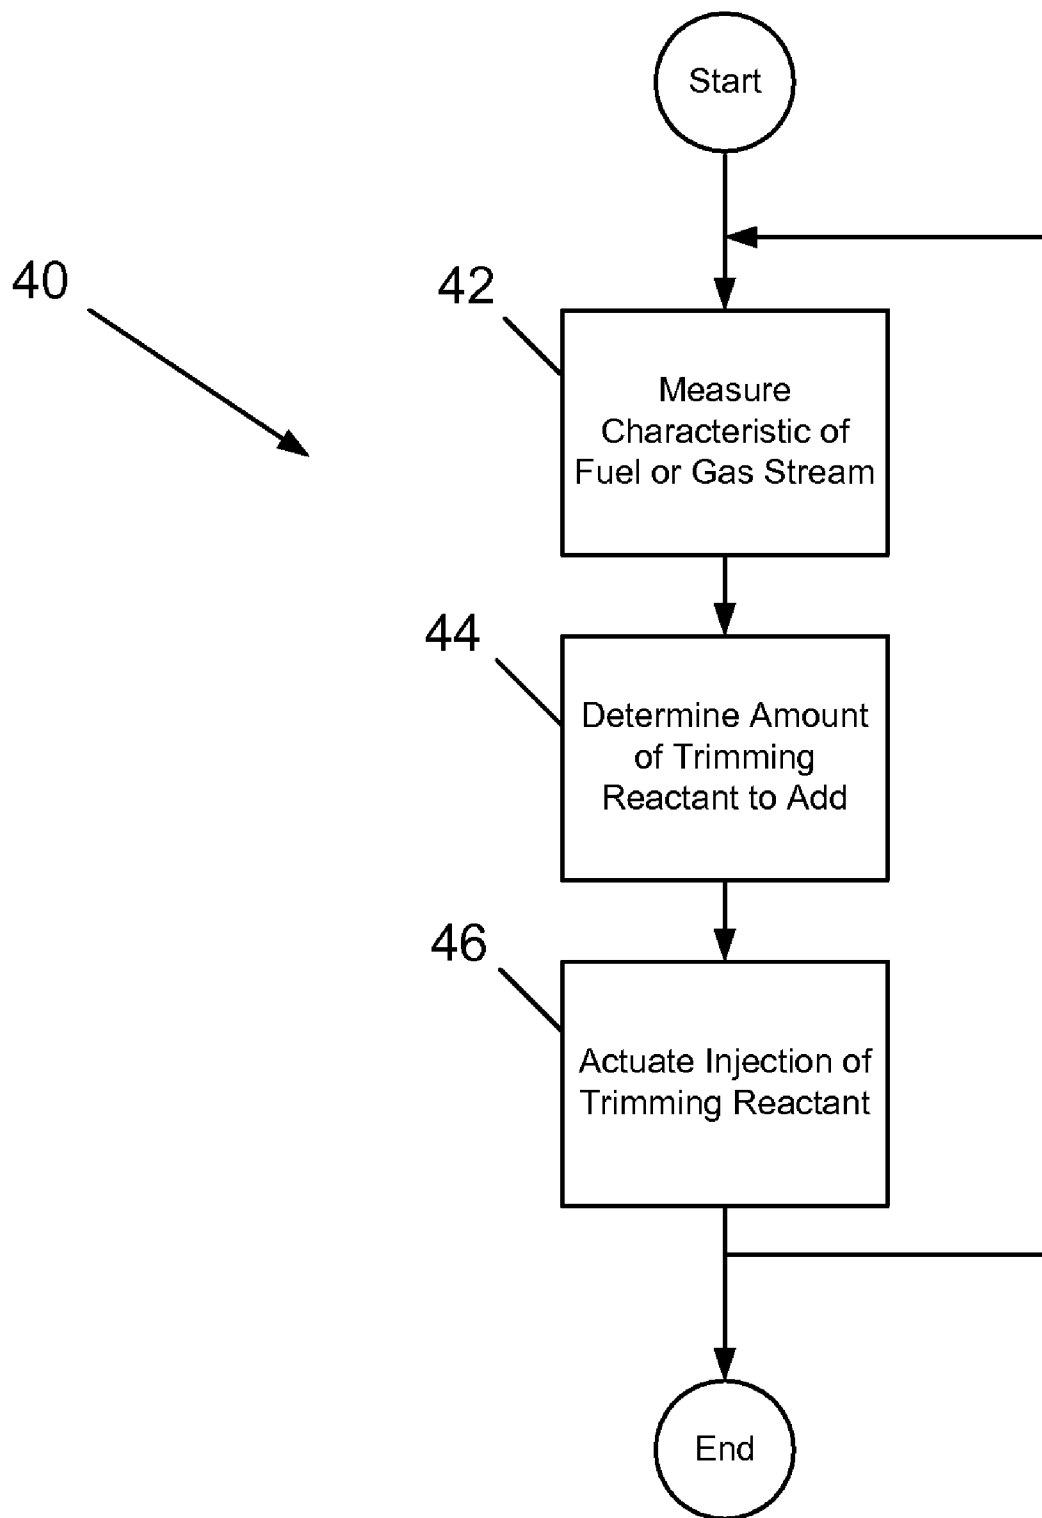 Start
40
42
Measure
Characteristic of
Fuel or Gas Stream
44
Determine Amount
of Trimming
Reactant to Add
46
Actuate Injection of
Trimming Reactant
End